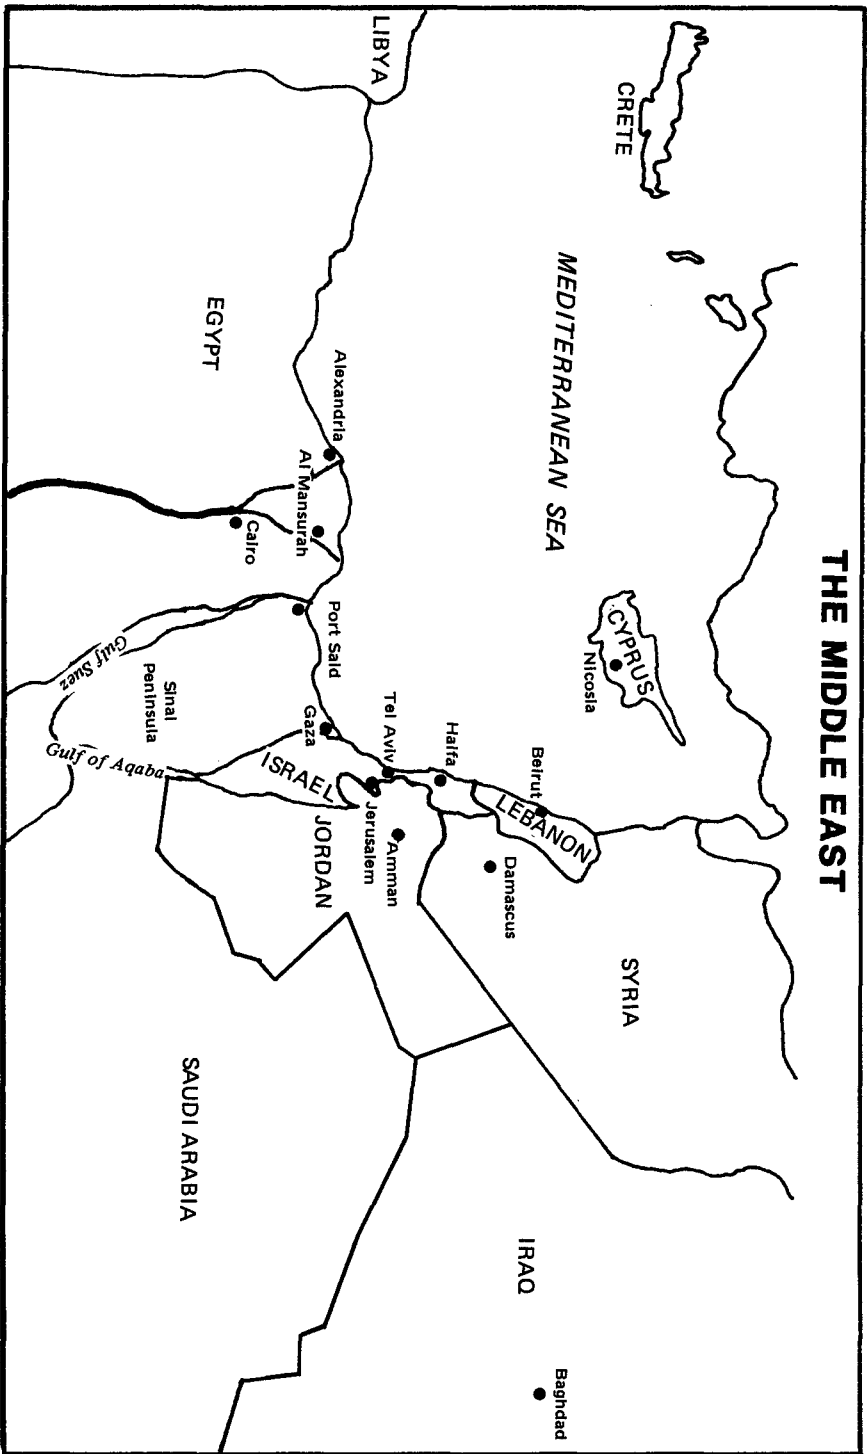 THE MIDDLE EAST
CRETE
LIBYA
MEDITERRANEAN SEA
CYPRUS
Nicosia
EGYPT
Alexandria
Al Mansurah
Cairo
Port Said
Gulf Suez
Sinai
Peninsula
Gulf of Aqaba
Gaza
ISRAEL
Tel Aviv
Jerusalem
Haifa
Beirut
LEBANON
Damascus
Amman
JORDAN
SYRIA
SAUDI ARABIA
IRAQ
Baghdad